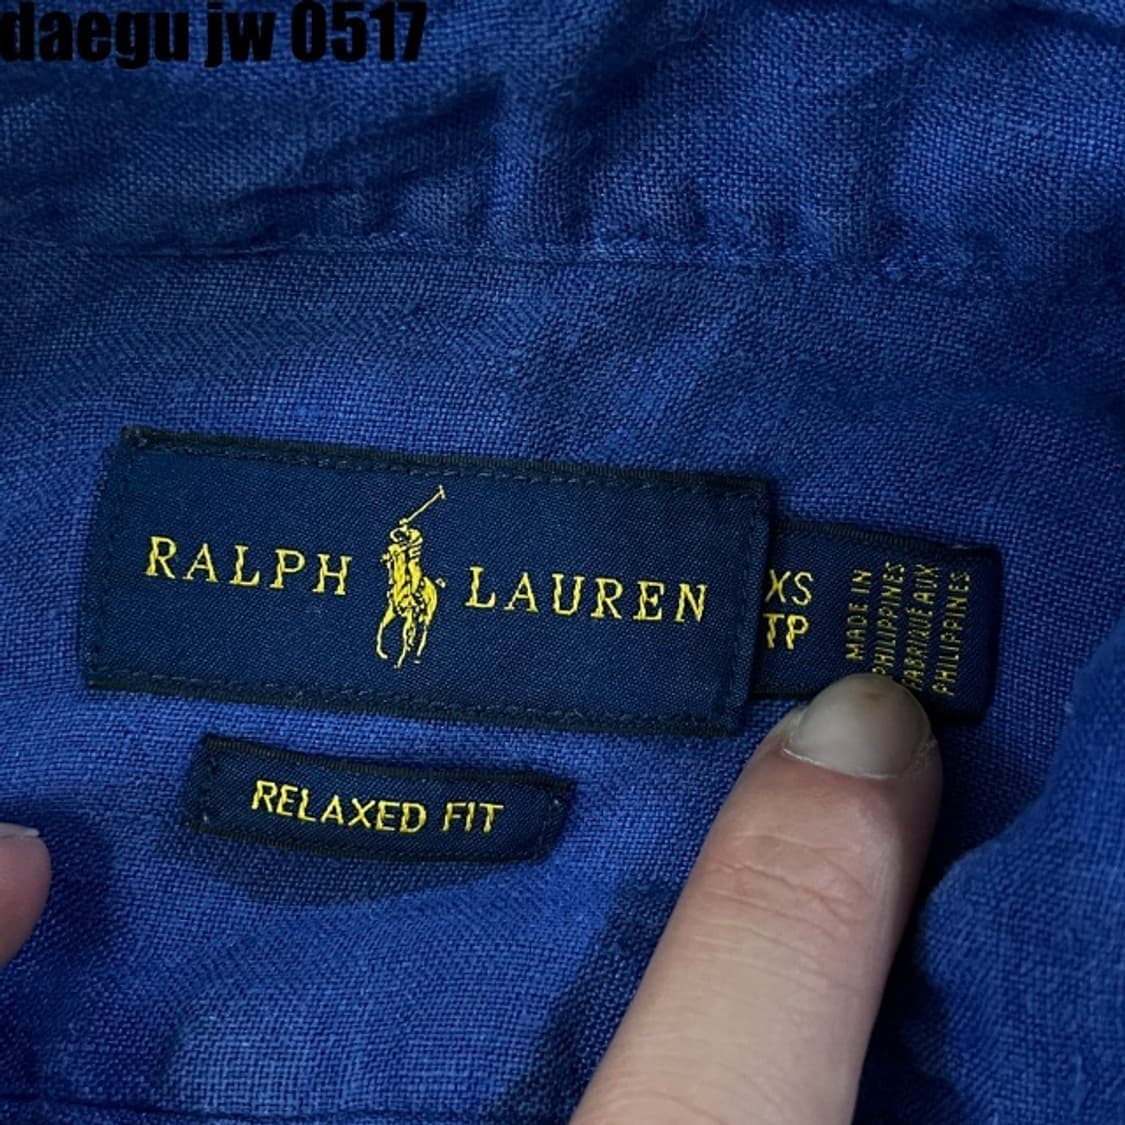 daegu jw 0517
RALPH LAUREN
XS
TP
MADE IN
PHILIPPINES
FABRIQUÉ AUX
PHILIPPINES
RELAXED FIT